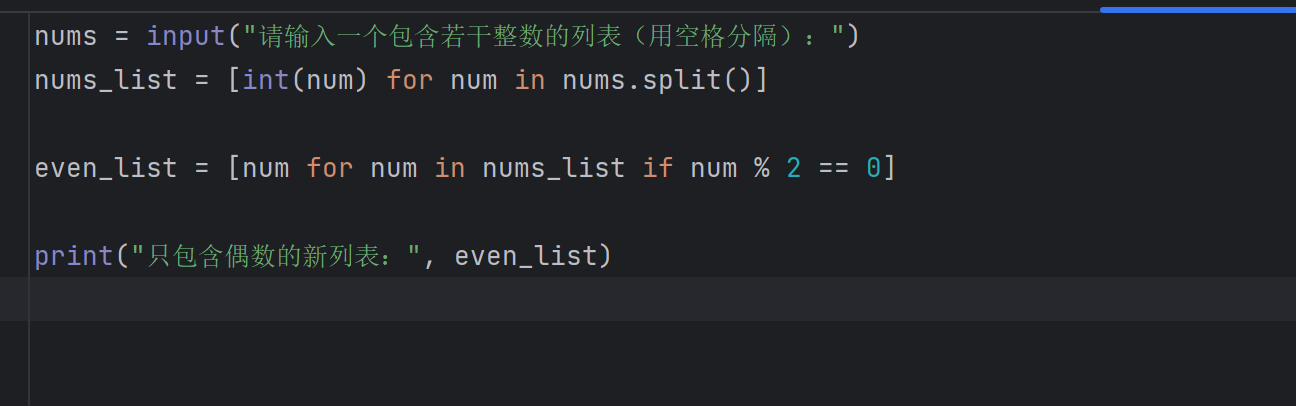 nums = input("请输入一个包含若干整数的列表（用空格分隔）：")
nums_list = [int(num) for num in nums.split()]
even_list = [num for num in nums_list if num % 2 == 0]
print("只包含偶数的新列表：", even_list)